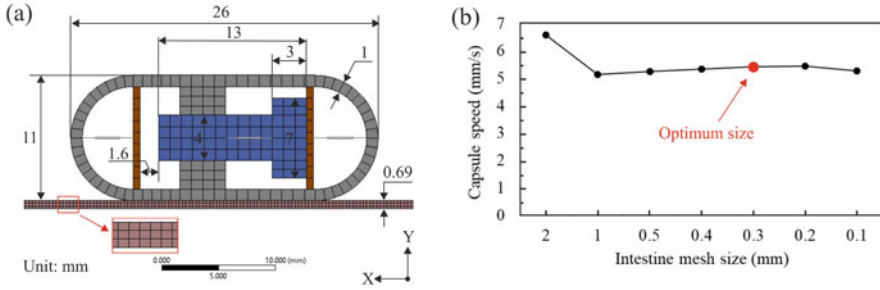 (a)
26
13
3
1
11
4
7
1.6
0.69
Unit: mm
0.000
10.000 (mm)
5.000
Y
X
(b)
Capsule speed (mm/s)
7
6
5
4
3
2
1
0
Optimum size
2 1 0.5 0.4 0.3 0.2 0.1
Intestine mesh size (mm)